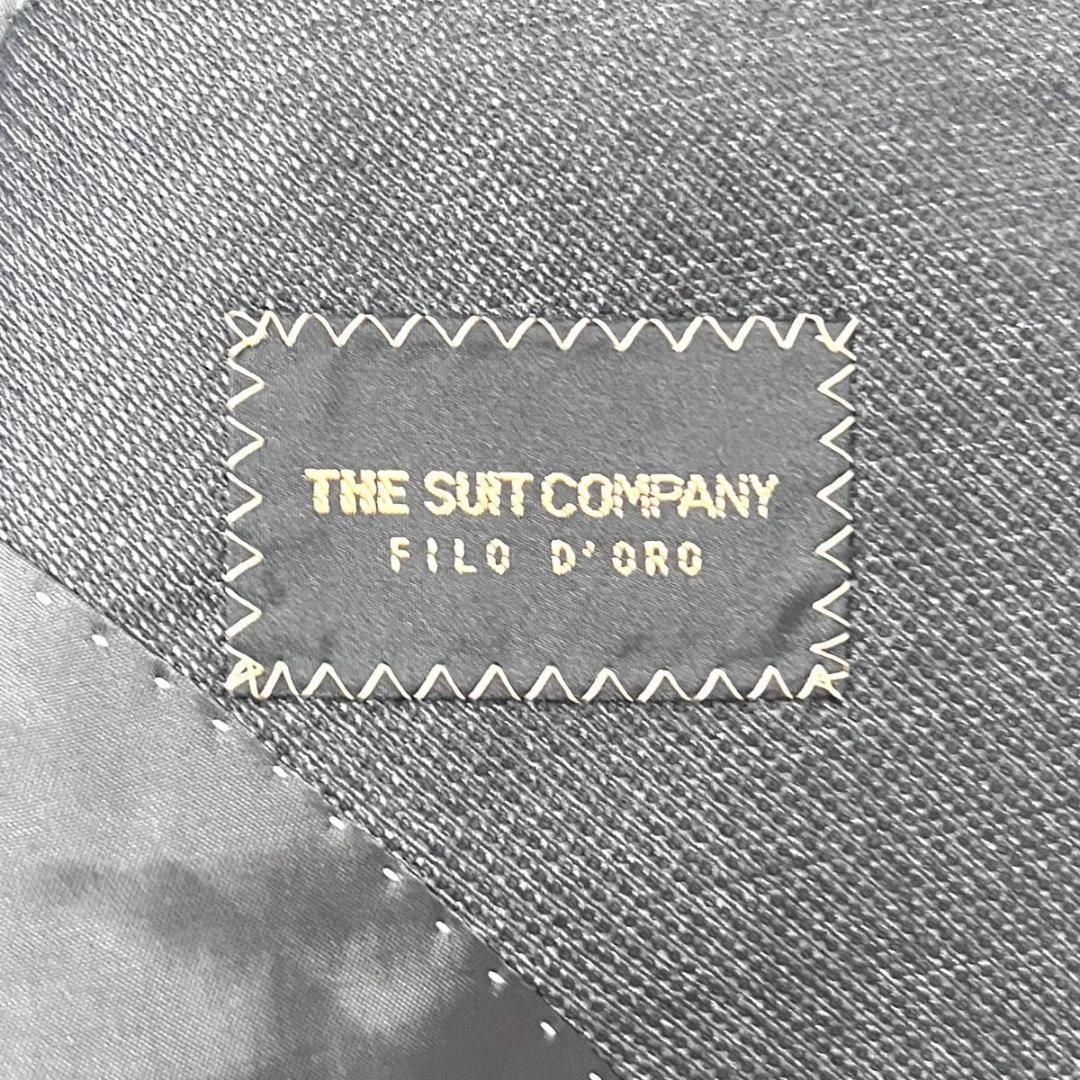 THE SUIT COMPANY
FILO D'ORO